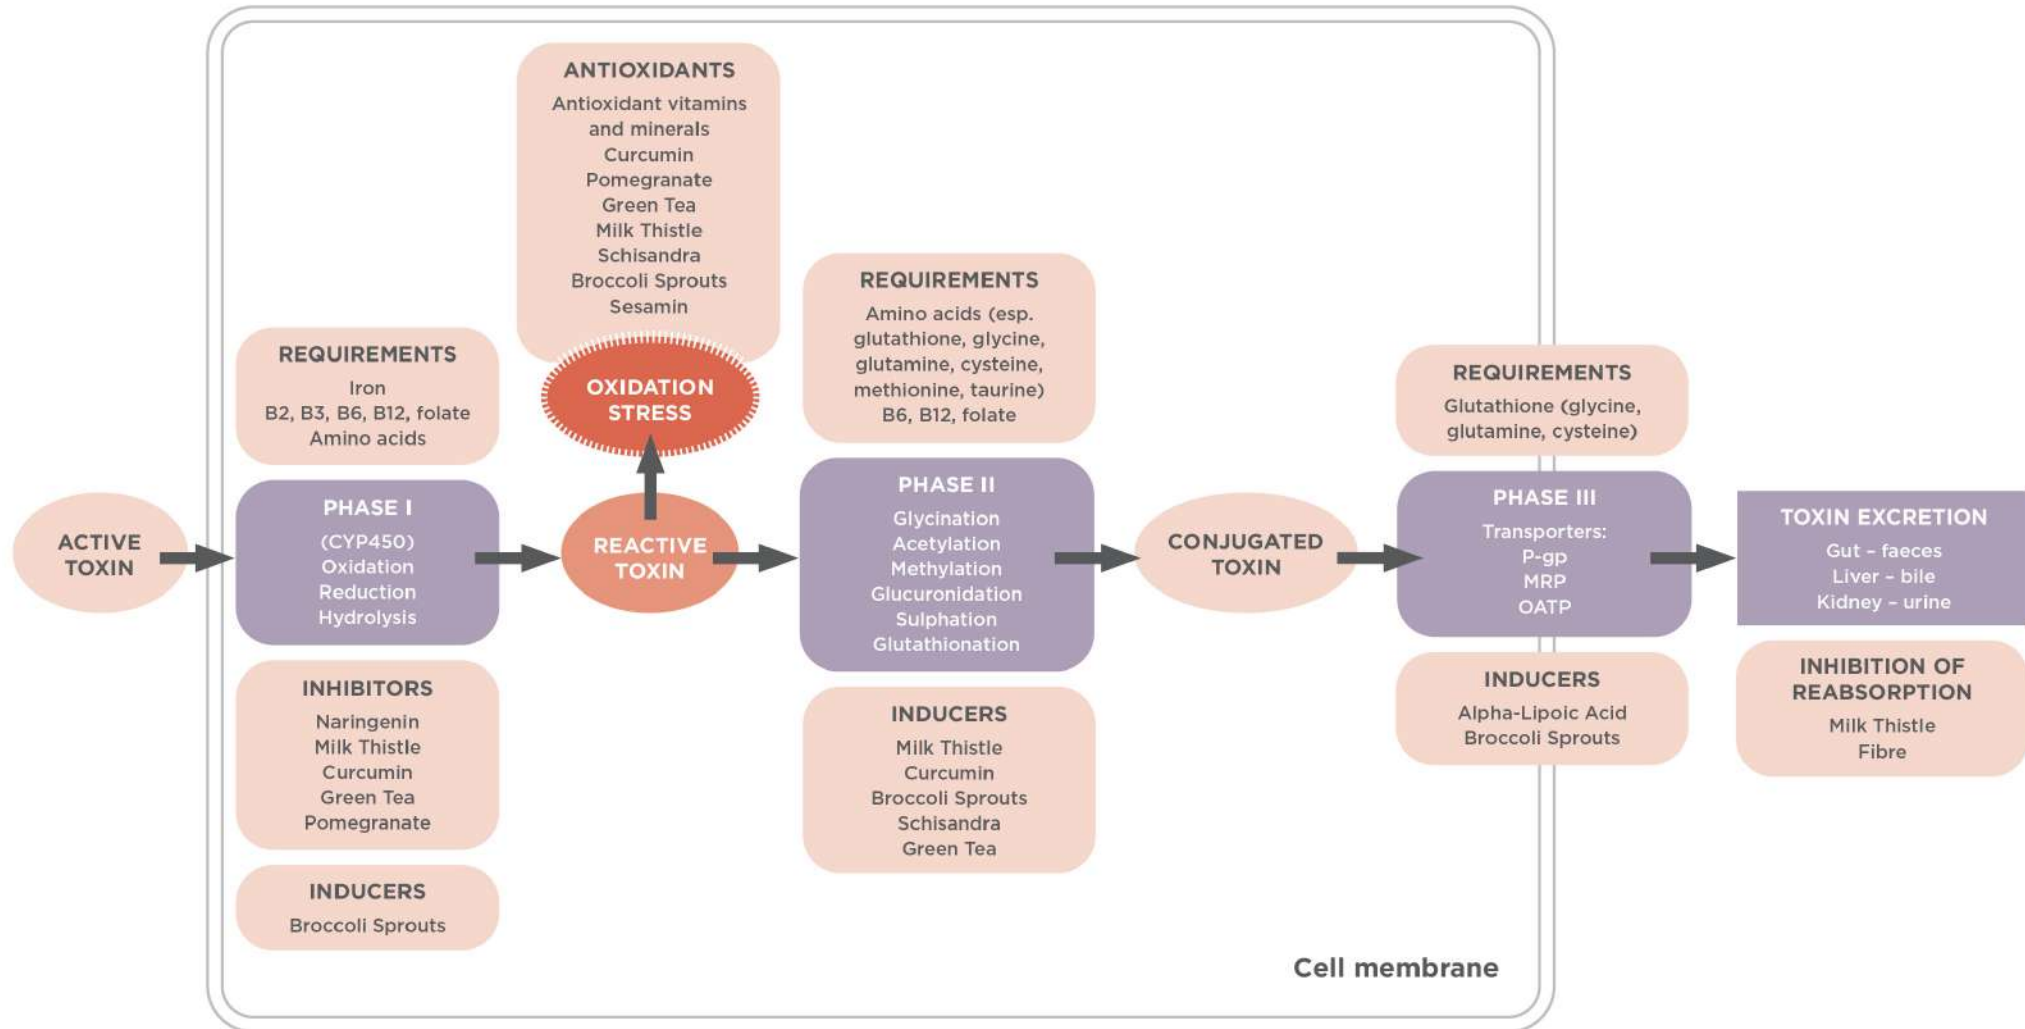 ACTIVE
TOXIN
REQUIREMENTS
Iron
B2, B3, B6, B12, folate
Amino acids
PHASE I
(CYP450)
Oxidation
Reduction
Hydrolysis
INHIBITORS
Naringenin
Milk Thistle
Curcumin
Green Tea
Pomegranate
INDUCERS
Broccoli Sprouts
ANTIOXIDANTS
Antioxidant vitamins
and minerals
Curcumin
Pomegranate
Green Tea
Milk Thistle
Schisandra
Broccoli Sprouts
Sesamin
OXIDATION
STRESS
REACTIVE
TOXIN
REQUIREMENTS
Amino acids (esp.
glutathione, glycine,
glutamine, cysteine,
methionine, taurine)
B6, B12, folate
PHASE II
Glycination
Acetylation
Methylation
Glucuronidation
Sulphation
Glutathionation
INDUCERS
Milk Thistle
Curcumin
Broccoli Sprouts
Schisandra
Green Tea
CONJUGATED
TOXIN
REQUIREMENTS
Glutathione (glycine,
glutamine, cysteine)
PHASE III
Transporters:
P-gp
MRP
OATP
INDUCERS
Alpha-Lipoic Acid
Broccoli Sprouts
TOXIN EXCRETION
Gut – faeces
Liver – bile
Kidney – urine
INHIBITION OF
REABSORPTION
Milk Thistle
Fibre
Cell membrane